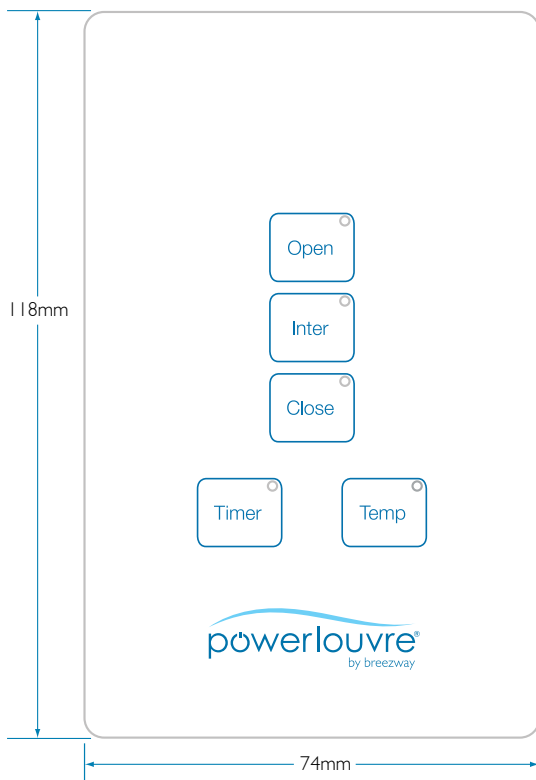 Open
118mm
Inter
Close
Timer
Temp
powerlouvre®
by breezway
74mm